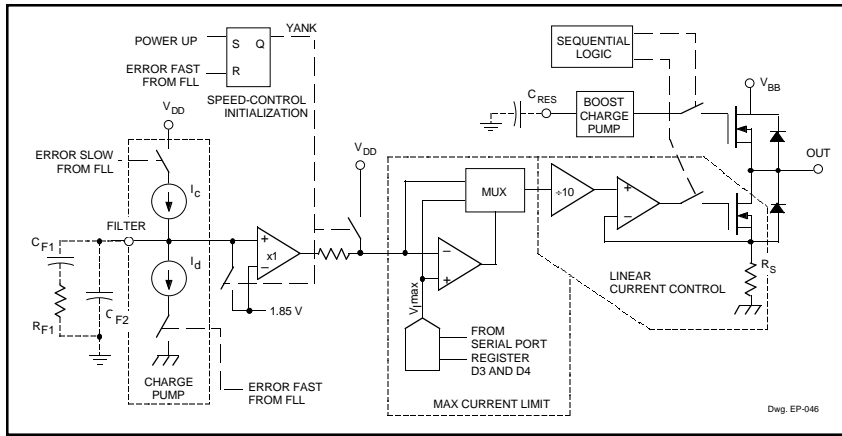 POWER UP
S
Q
YANK
ERROR FAST
FROM FLL
R
SPEED-CONTROL
INITIALIZATION
SEQUENTIAL
LOGIC
V BB
C RES
BOOST
CHARGE
PUMP
OUT
V DD
ERROR SLOW
FROM FLL
I c
V DD
MUX
÷10
+
−
FILTER
C F1
+
x1
−
−
+
I d
R F1
C F2
1.85 V
V I max
LINEAR
CURRENT CONTROL
R S
FROM
SERIAL PORT
REGISTER
D3 AND D4
CHARGE
PUMP
ERROR FAST
FROM FLL
MAX CURRENT LIMIT
Dwg. EP-046